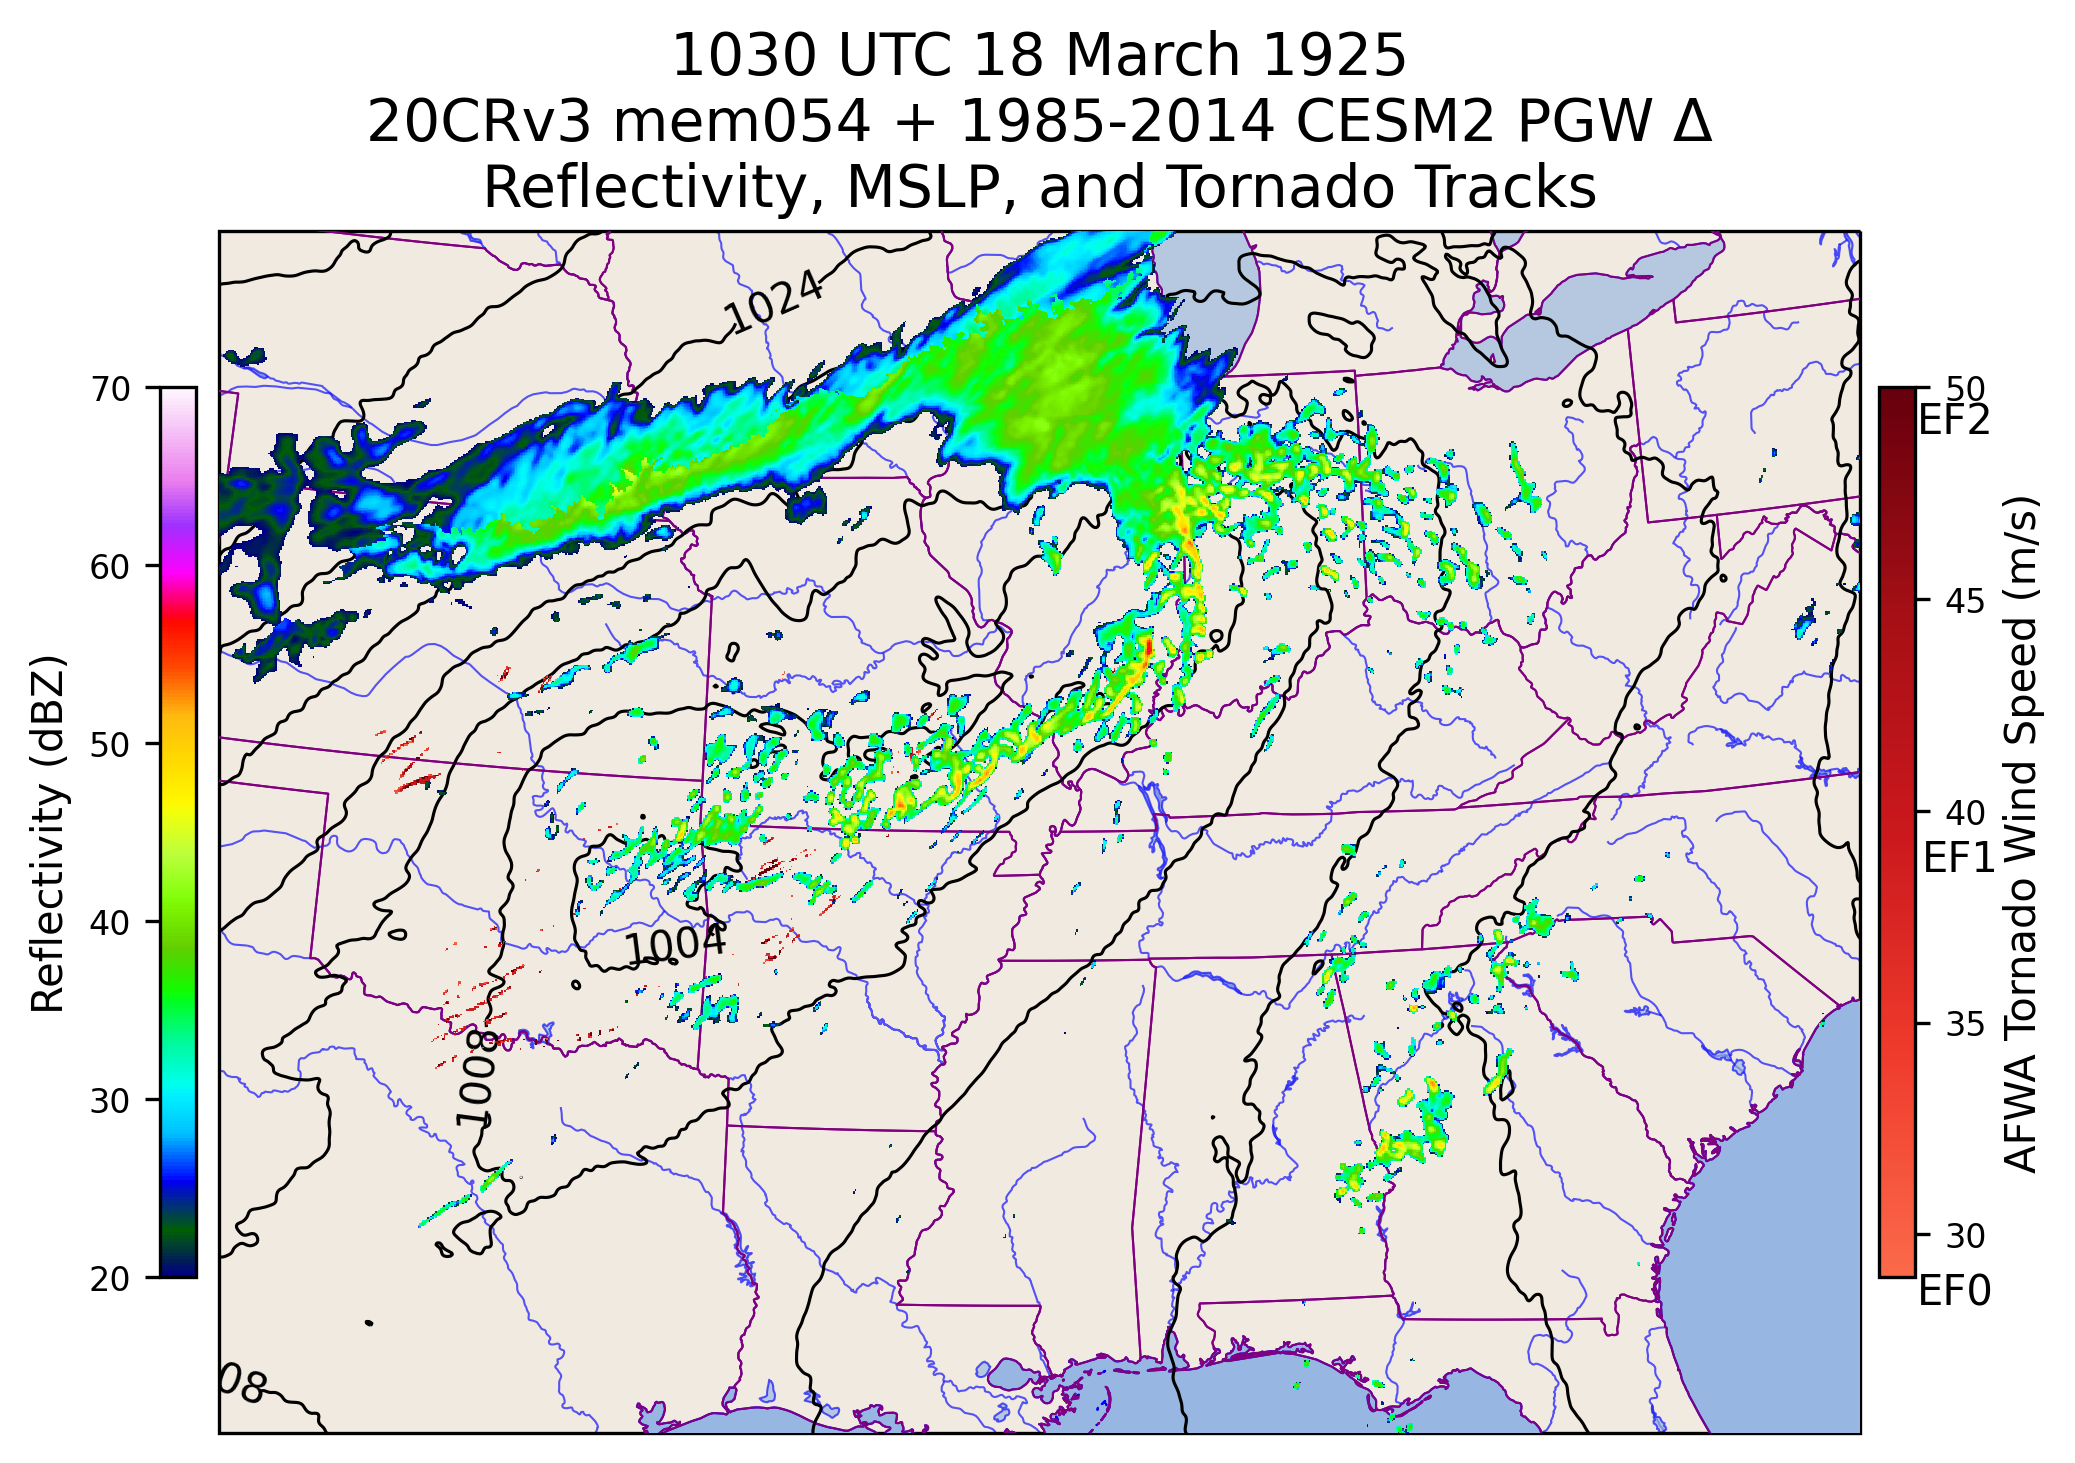 1030 UTC 18 March 1925
20CRv3 mem054 + 1985-2014 CESM2 PGW Δ
Reflectivity, MSLP, and Tornado Tracks
1024
1004
1008
08
70
60
50
40
30
20
Reflectivity (dBZ)
50
EF2
45
40
EF1
35
30
EF0
AFWA Tornado Wind Speed (m/s)